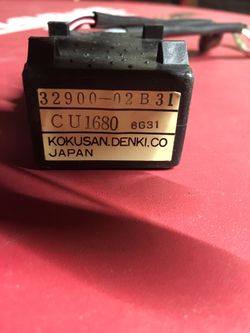 32900-02B31
CU1680 6G31
KOKUSAN.DENKI.CO
JAPAN